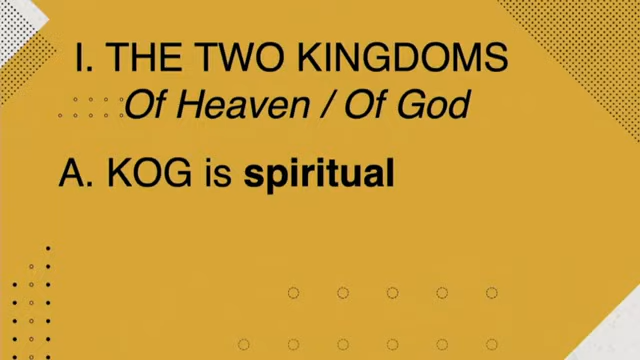 I. THE TWO KINGDOMS
Of Heaven / Of God
A. KOG is spiritual